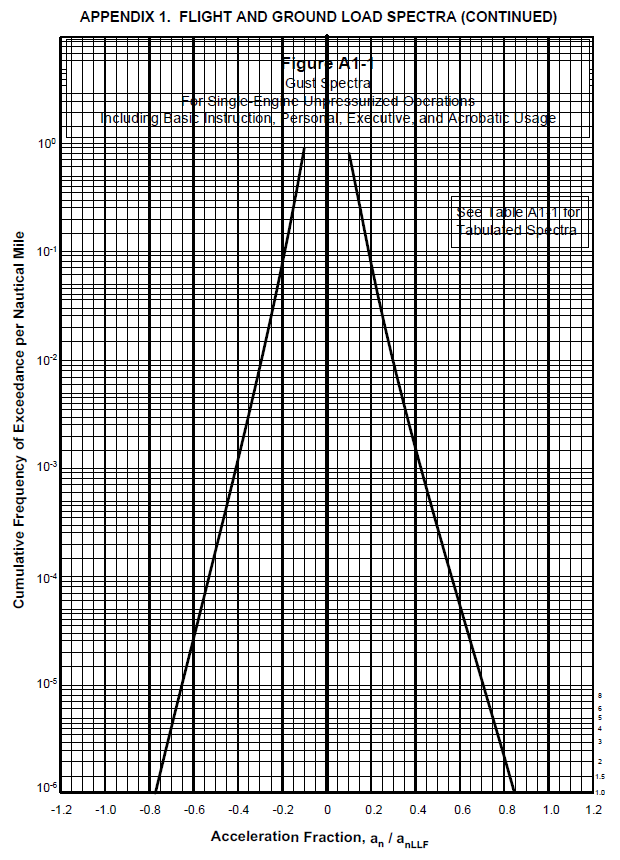 APPENDIX 1. FLIGHT AND GROUND LOAD SPECTRA (CONTINUED)
Figure A1-1
Gust Spectra
For Single-Engine Unpressurized Operations
Including Basic Instruction, Personal, Executive, and Acrobatic Usage
See Table A1-1 for
Tabulated Spectra
Cumulative Frequency of Exceedance per Nautical Mile
10⁰
10⁻¹
10⁻²
10⁻³
10⁻⁴
10⁻⁵
10⁻⁶
8
6
5
4
3
2
1.5
1.0
-1.2 -1.0 -0.8 -0.6 -0.4 -0.2 0 0.2 0.4 0.6 0.8 1.0 1.2
Acceleration Fraction, aₙ / aₙLLF